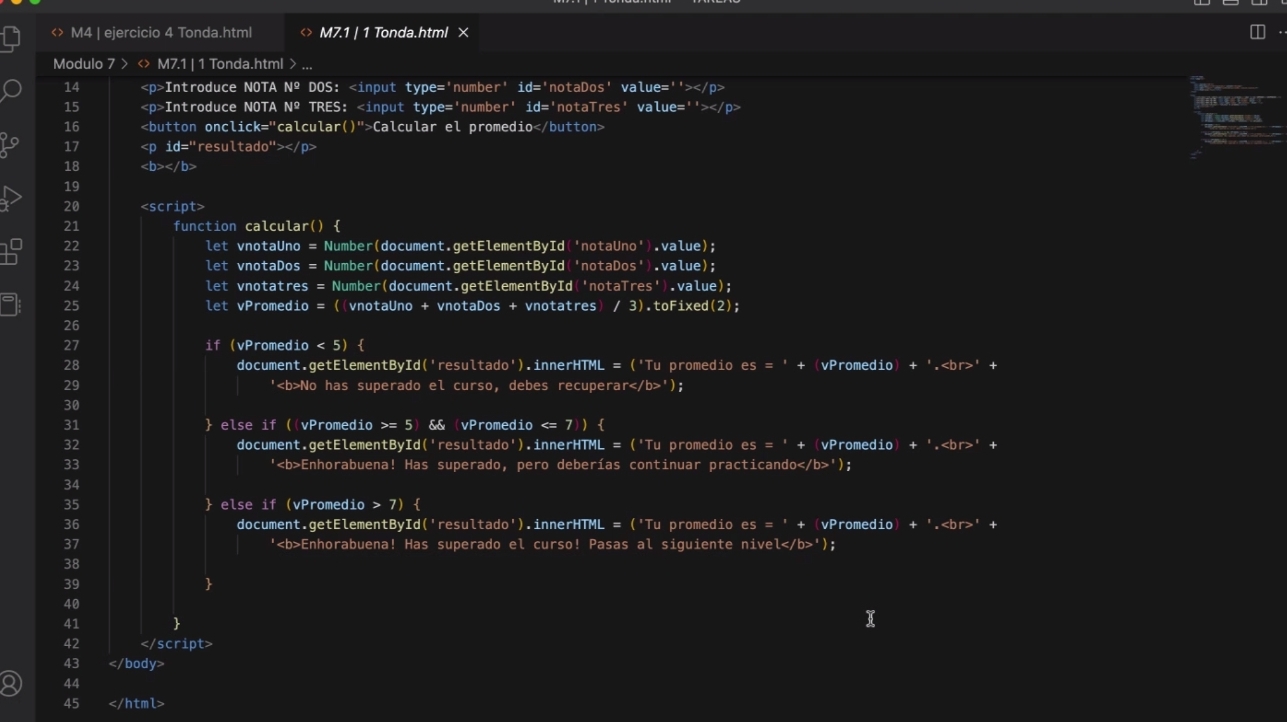 M4 | ejercicio 4 Tonda.html
M7.1 | 1 Tonda.html
Modulo 7 > M7.1 | 1 Tonda.html > ...
14 <p>Introduce NOTA Nº DOS: <input type='number' id='notaDos' value=''></p>
15 <p>Introduce NOTA Nº TRES: <input type='number' id='notaTres' value=''></p>
16 <button onclick="calcular()">Calcular el promedio</button>
17 <p id="resultado"></p>
18 <b></b>
19
20 <script>
21 function calcular() {
22 let vnotaUno = Number(document.getElementById('notaUno').value);
23 let vnotaDos = Number(document.getElementById('notaDos').value);
24 let vnotatres = Number(document.getElementById('notaTres').value);
25 let vPromedio = ((vnotaUno + vnotaDos + vnotatres) / 3).toFixed(2);
26
27 if (vPromedio < 5) {
28 document.getElementById('resultado').innerHTML = ('Tu promedio es = ' + (vPromedio) + '.<br>' +
29 '<b>No has superado el curso, debes recuperar</b>');
30
31 } else if ((vPromedio >= 5) && (vPromedio <= 7)) {
32 document.getElementById('resultado').innerHTML = ('Tu promedio es = ' + (vPromedio) + '.<br>' +
33 '<b>Enhorabuena! Has superado, pero deberías continuar practicando</b>');
34
35 } else if (vPromedio > 7) {
36 document.getElementById('resultado').innerHTML = ('Tu promedio es = ' + (vPromedio) + '.<br>' +
37 '<b>Enhorabuena! Has superado el curso! Pasas al siguiente nivel</b>');
38
39 }
40
41 }
42 </script>
43 </body>
44
45 </html>